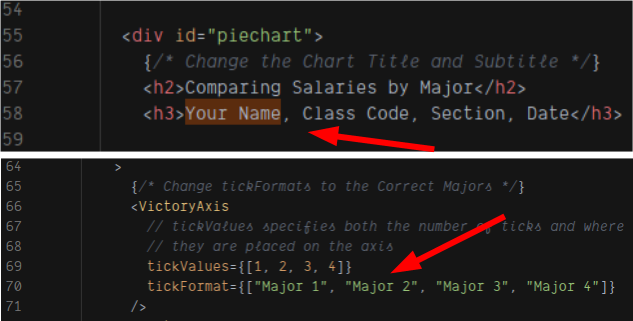 54
55 <div id="piechart">
56 {/* Change the Chart Title and Subtitle */}
57 <h2>Comparing Salaries by Major</h2>
58 <h3>Your Name, Class Code, Section, Date</h3>
59
64 >
65 {/* Change tickFormats to the Correct Majors */}
66 <VictoryAxis
67 // tickValues specifies both the number of ticks and where
68 // they are placed on the axis
69 tickValues={[1, 2, 3, 4]}
70 tickFormat={["Major 1", "Major 2", "Major 3", "Major 4"]}
71 />